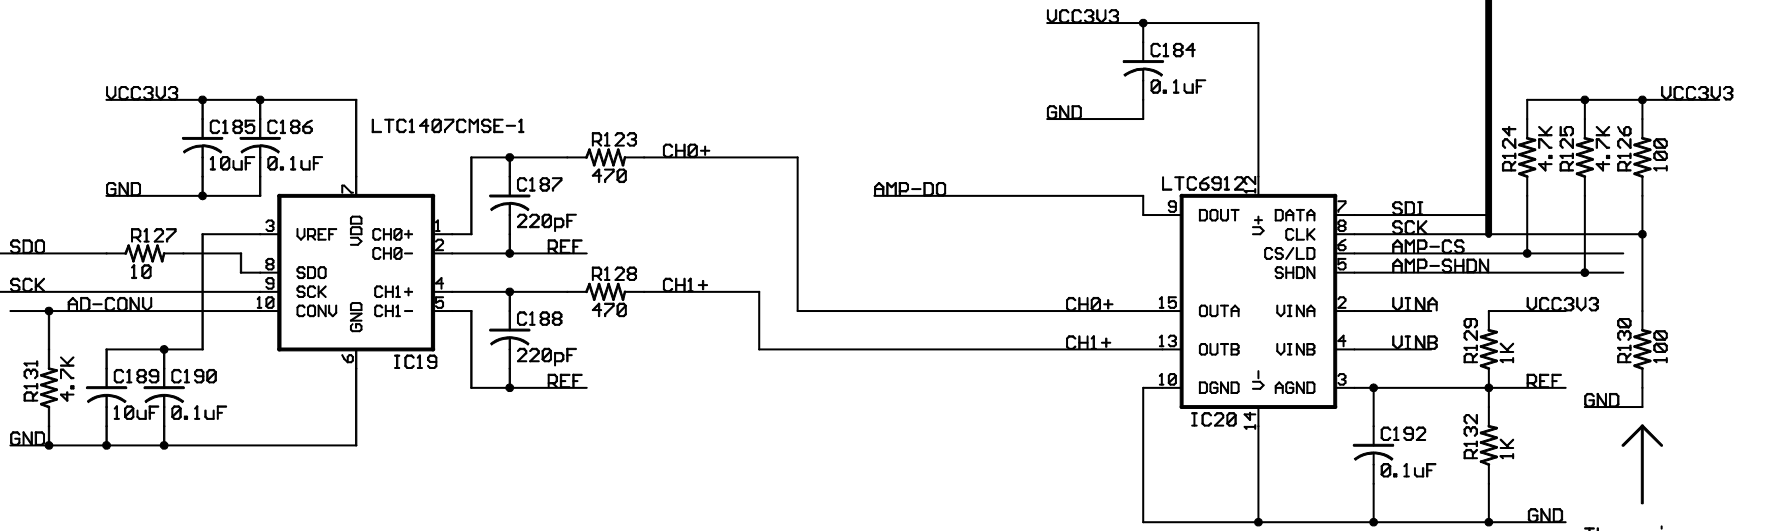 VCC3V3
C184
0.1uF
GND
VCC3V3
C185
C186
10uF
0.1uF
GND
LTC1407CMSE-1
R123
470
CH0+
C187
220pF
REF
R127
10
SDO
SCK
AD-CONV
3
8
9
10
7
VREF
VDD
SDO
SCK
CONV
GND
CH0+
CH0-
CH1+
CH1-
1
2
4
5
6
IC19
R128
470
CH1+
C188
220pF
REF
R131
4.7K
C189
C190
10uF
0.1uF
GND
AMP-DO
LTC6912
12
9
DOUT
V+
DATA
CLK
CS/LD
SHDN
7
8
6
5
SDI
SCK
AMP-CS
AMP-SHDN
R124
4.7K
R125
4.7K
R126
100
VCC3V3
CH0+
15
OUTA
VINA
2
VINA
CH1+
13
OUTB
VINB
4
VINB
10
DGND
V-
AGND
3
IC20
14
VCC3V3
R129
1K
REF
R130
100
GND
C192
0.1uF
R132
1K
GND